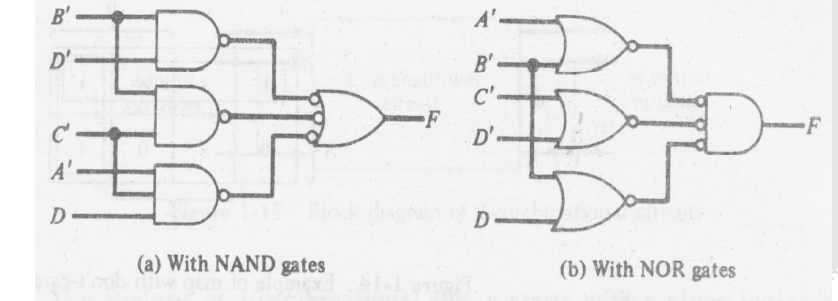 B'
D'
C'
A'
D
F
A'
B'
C'
D'
D
F
(a) With NAND gates
(b) With NOR gates